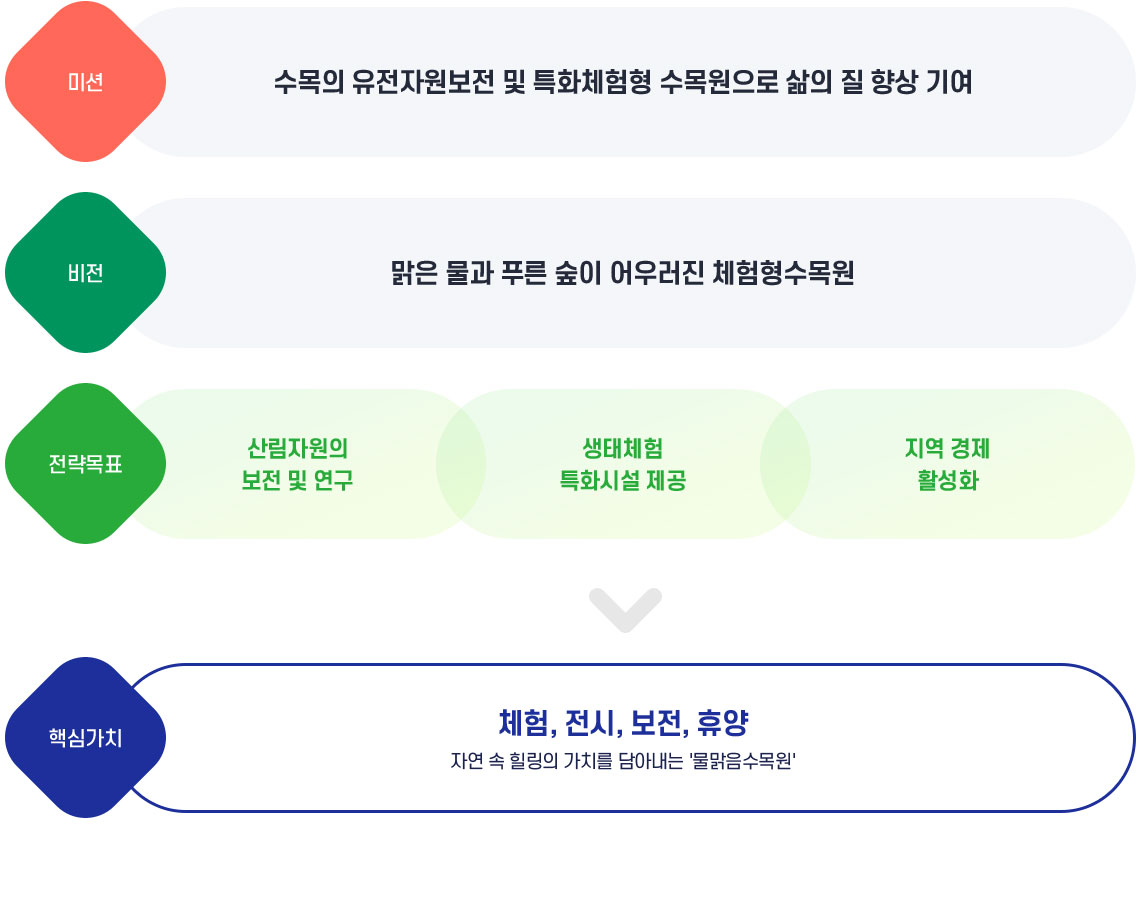 미션
수목의 유전자원보전 및 특화체험형 수목원으로 삶의 질 향상 기여
비전
맑은 물과 푸른 숲이 어우러진 체험형수목원
전략목표
산림자원의
보전 및 연구
생태체험
특화시설 제공
지역 경제
활성화
핵심가치
체험, 전시, 보전, 휴양
자연 속 힐링의 가치를 담아내는 '물맑음수목원'